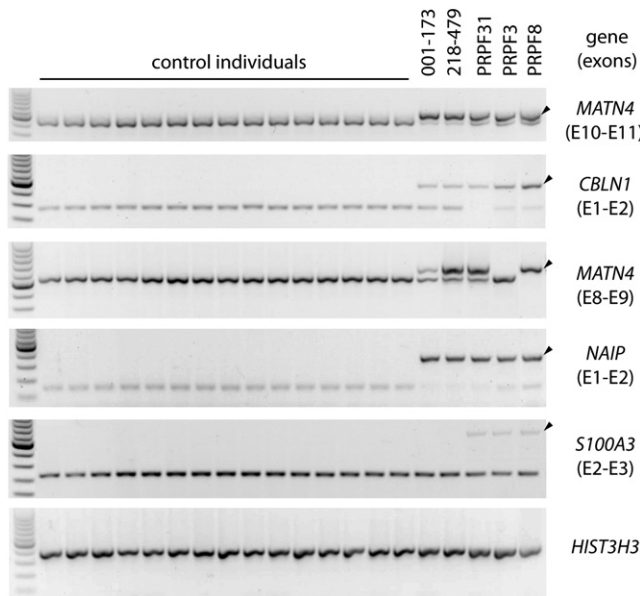 control individuals
001-173
218-479
PRPF31
PRPF3
PRPF8
gene
(exons)
MATN4
(E10-E11)
CBLN1
(E1-E2)
MATN4
(E8-E9)
NAIP
(E1-E2)
S100A3
(E2-E3)
HIST3H3